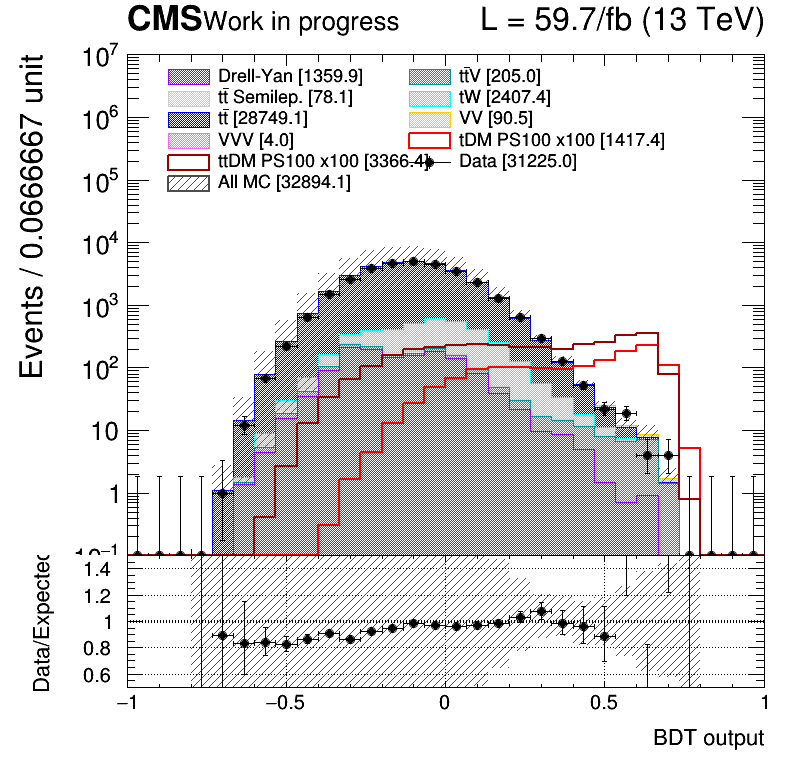 CMS Work in progress L = 59.7/fb (13 TeV)
Events / 0.0666667 unit
10⁷
10⁶
10⁵
10⁴
10³
10²
10
1
10⁻¹
Drell-Yan [1359.9] tt̄V [205.0]
tt̄ Semilep. [78.1] tW [2407.4]
tt̄ [28749.1] VV [90.5]
VVV [4.0] tDM PS100 x100 [1417.4]
ttDM PS100 x100 [3366.4] Data [31225.0]
All MC [32894.1]
Data/Expected
1.4
1.2
1
0.8
0.6
−1 −0.5 0 0.5 1
BDT output